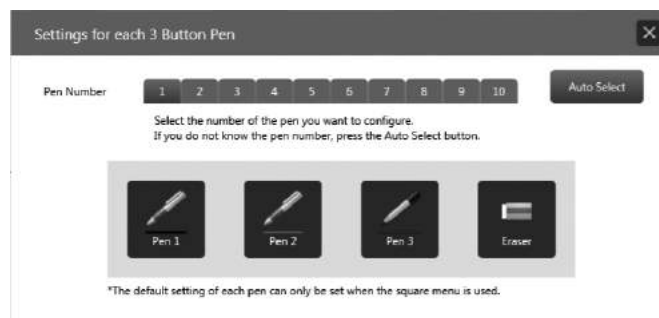 Settings for each 3 Button Pen
Pen Number 1 2 3 4 5 6 7 8 9 10 Auto Select
Select the number of the pen you want to configure.
If you do not know the pen number, press the Auto Select button.
Pen 1 Pen 2 Pen 3 Eraser
*The default setting of each pen can only be set when the square menu is used.